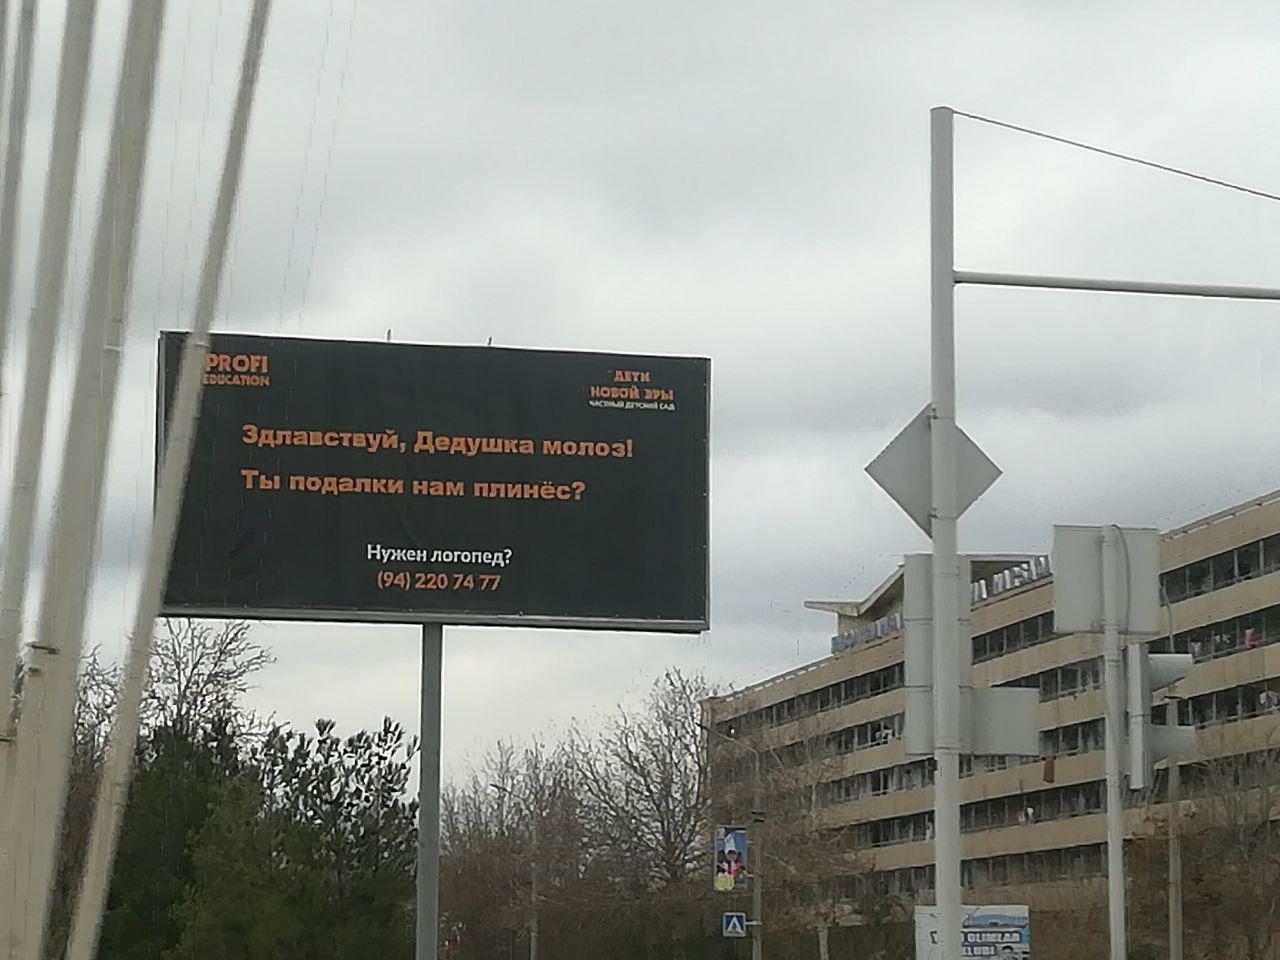 PROFI
EDUCATION
ДЕТИ
НОВОЙ ЭРЫ
ЧАСТНЫЙ ДЕТСКИЙ САД
Здлавствуй, Дедушка молоз!
Ты подалки нам плинёс?
Нужен логопед?
(94) 220 74 77